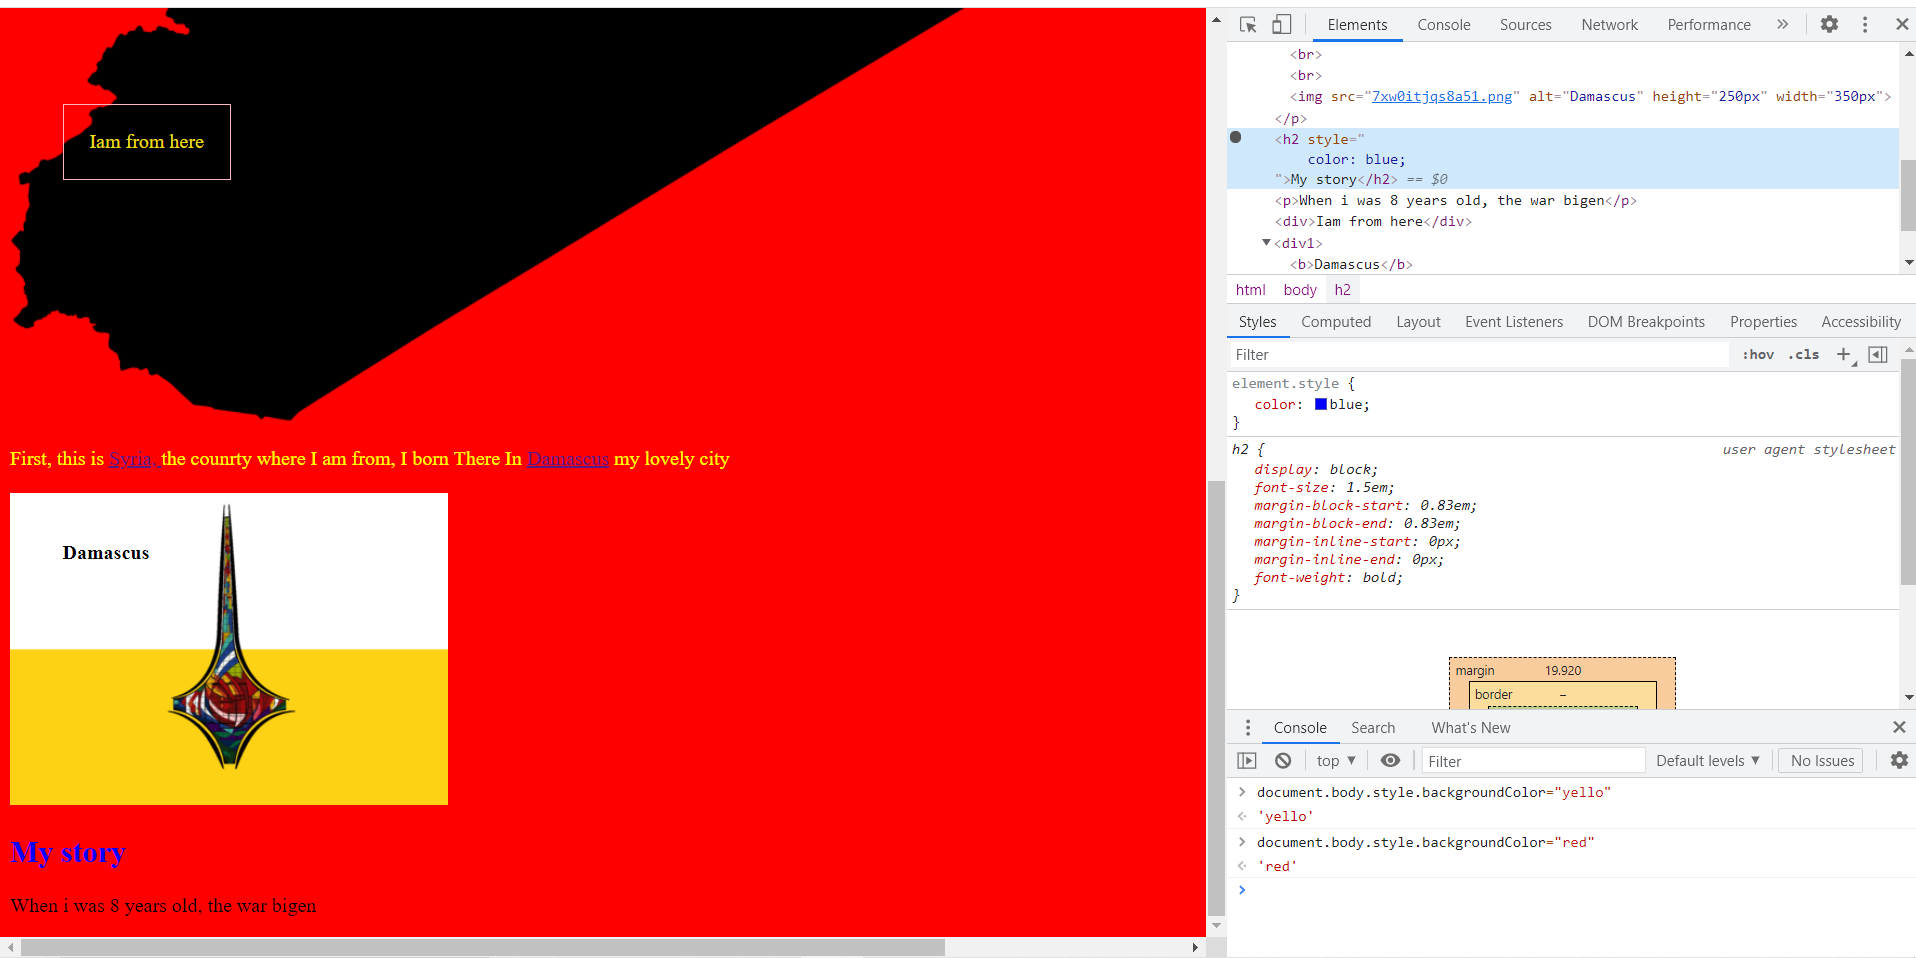 Iam from here
First, this is Syria, the counrty where I am from, I born There In Damascus my lovely city
Damascus
My story
When i was 8 years old, the war bigen
Elements Console Sources Network Performance
<br>
<br>
<img src="7xw0itjqs8a51.png" alt="Damascus" height="250px" width="350px">
</p>
<h2 style="
color: blue;
">My story</h2> == $0
<p>When i was 8 years old, the war bigen</p>
<div>Iam from here</div>
<div1>
<b>Damascus</b>
html body h2
Styles Computed Layout Event Listeners DOM Breakpoints Properties Accessibility
Filter :hov .cls +
element.style {
color: blue;
}
h2 { user agent stylesheet
display: block;
font-size: 1.5em;
margin-block-start: 0.83em;
margin-block-end: 0.83em;
margin-inline-start: 0px;
margin-inline-end: 0px;
font-weight: bold;
}
margin 19.920
border –
Console Search What's New
top Filter Default levels No Issues
document.body.style.backgroundColor="yello"
'yello'
document.body.style.backgroundColor="red"
'red'